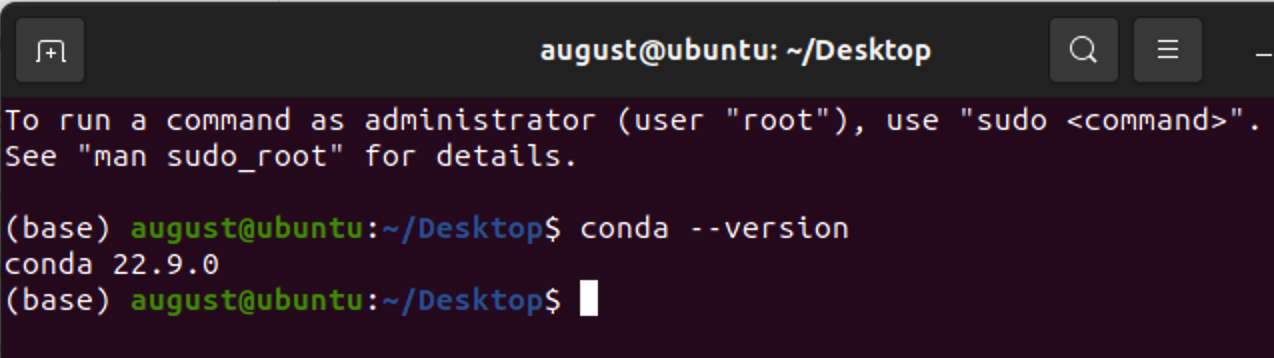 august@ubuntu: ~/Desktop
To run a command as administrator (user "root"), use "sudo <command>".
See "man sudo_root" for details.
(base) august@ubuntu:~/Desktop$ conda --version
conda 22.9.0
(base) august@ubuntu:~/Desktop$